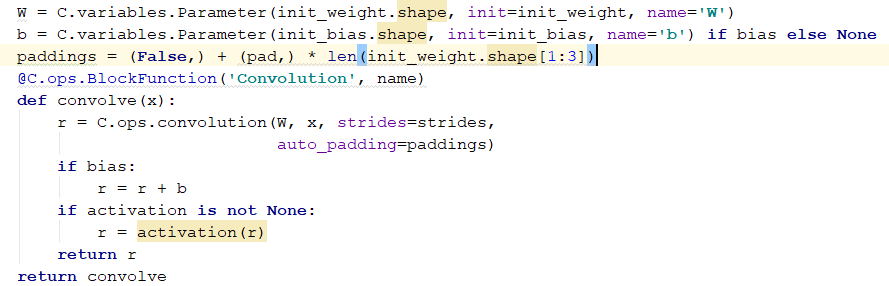 W = C.variables.Parameter(init_weight.shape, init=init_weight, name='W')
b = C.variables.Parameter(init_bias.shape, init=init_bias, name='b') if bias else None
paddings = (False,) + (pad,) * len(init_weight.shape[1:3])
@C.ops.BlockFunction('Convolution', name)
def convolve(x):
    r = C.ops.convolution(W, x, strides=strides,
                          auto_padding=paddings)
    if bias:
        r = r + b
    if activation is not None:
        r = activation(r)
    return r
return convolve